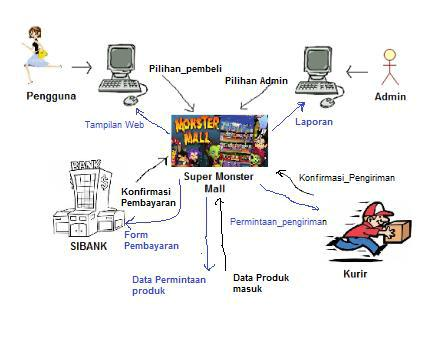 Pilihan_pembeli
Pilihan Admin
Pengguna
Admin
Tampilan Web
Laporan
MONSTER
MALL
BANK
Super Monster
Mall
Konfirmasi
Pembayaran
Konfirmasi_Pengiriman
Permintaan_pengiriman
SIBANK
Form
Pembayaran
Data Permintaan
produk
Data Produk
masuk
Kurir